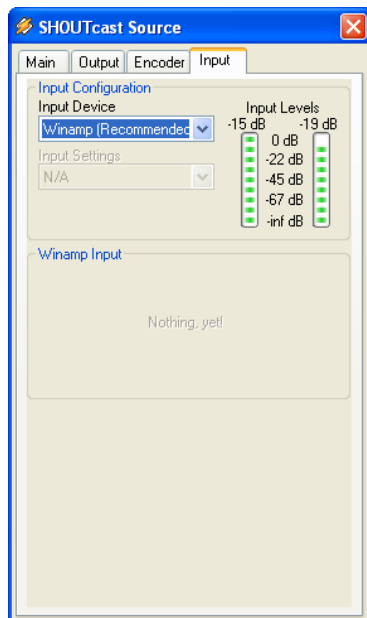 SHOUTcast Source
Main Output Encoder Input
Input Configuration
Input Device
Winamp (Recommended
Input Settings
N/A
Input Levels
-15 dB -19 dB
0 dB
-22 dB
-45 dB
-67 dB
-inf dB
Winamp Input
Nothing, yet!